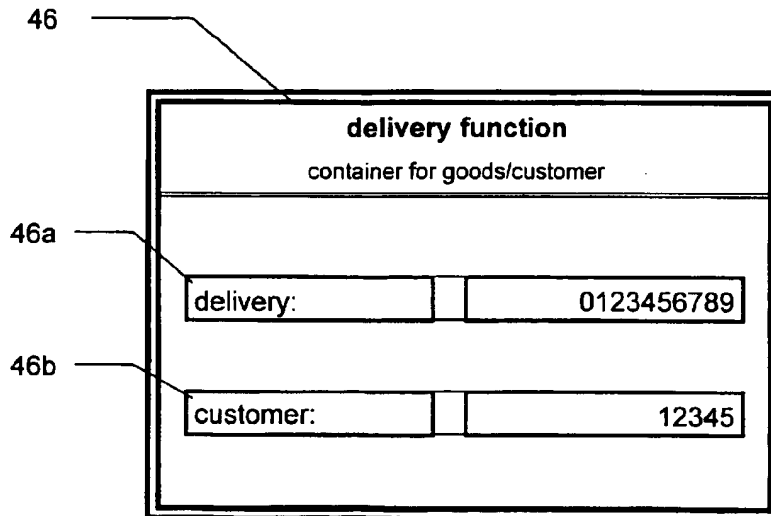 46
delivery function
container for goods/customer
46a
delivery: 0123456789
46b
customer: 12345